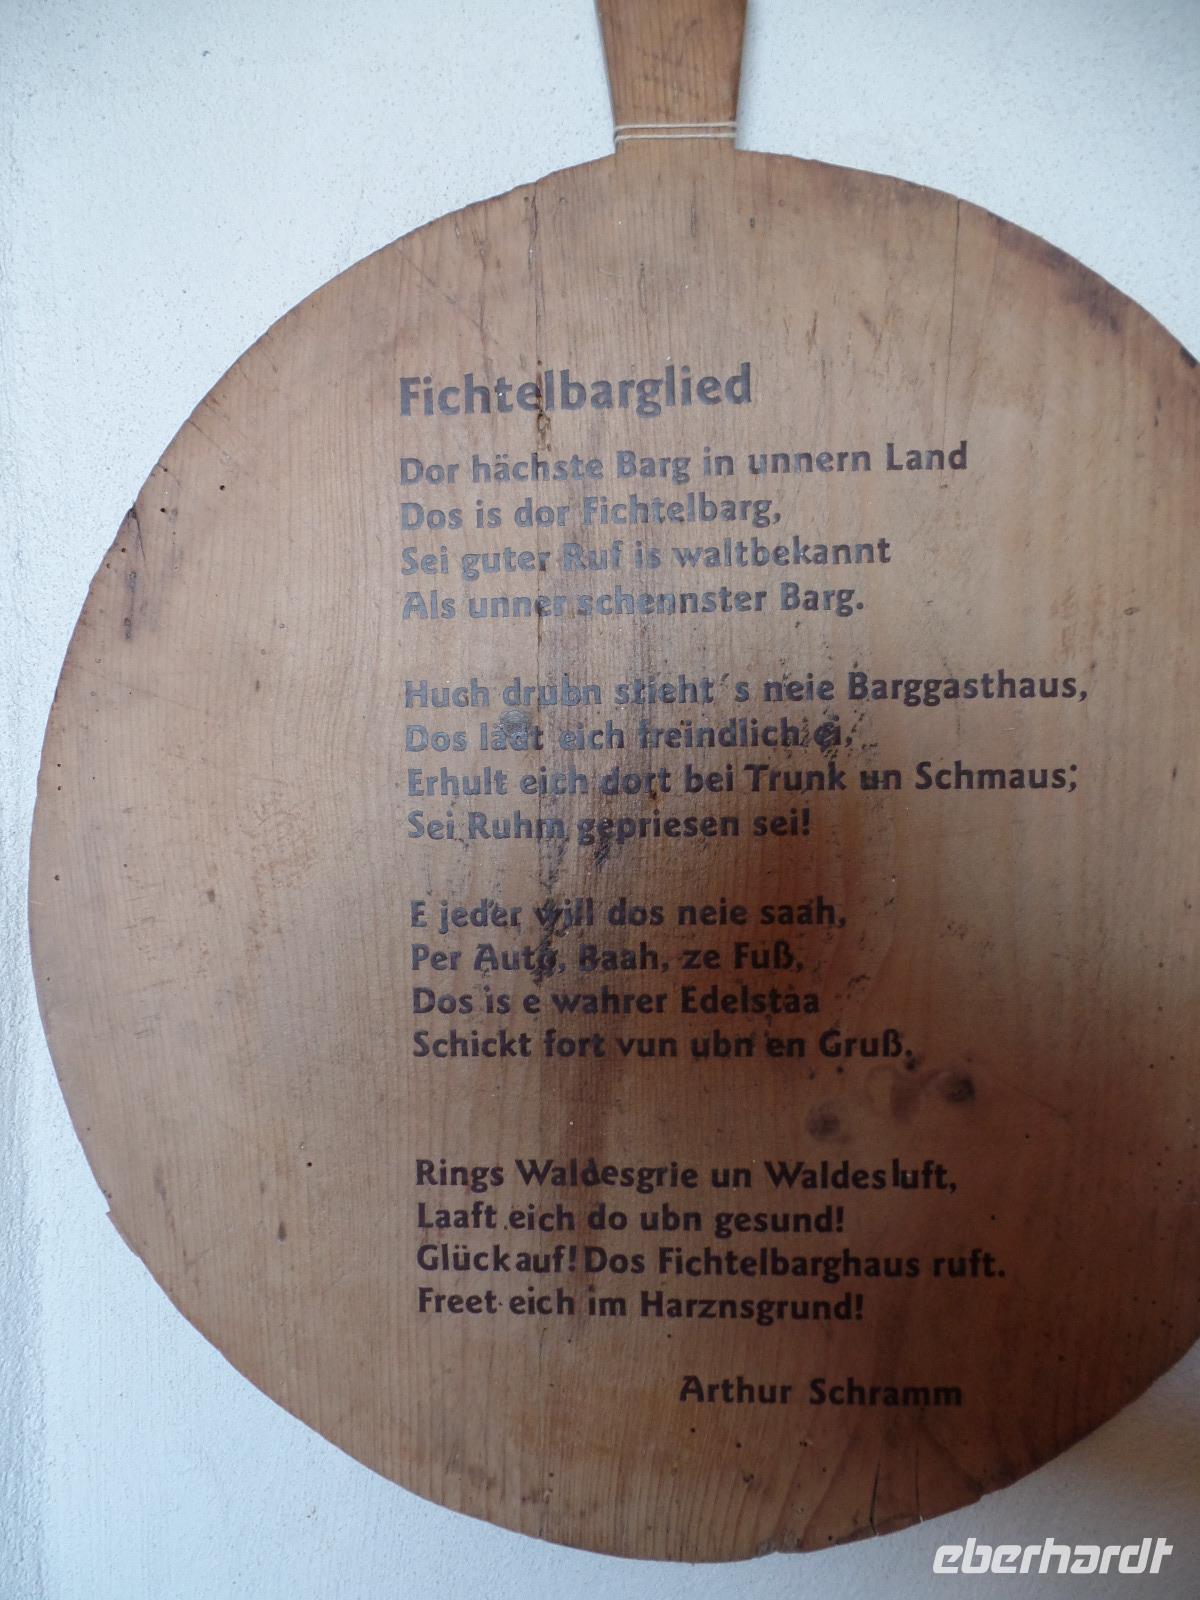 Fichtelbarglied
Dor hächste Barg in unnern Land
Dos is dor Fichtelbarg,
Sei guter Ruf is waltbekannt
Als unner schennster Barg.
Huch drubn stieht´s neie Barggasthaus,
Dos lädt eich freindlich ei,
Erhult eich dort bei Trunk un Schmaus;
Sei Ruhm gepriesen sei!
E jeder will dos neie saah,
Per Auto, Baah, ze Fuß,
Dos is e wahrer Edelstaa
Schickt fort vun ubn en Gruß.
Rings Waldesgrie un Waldesluft,
Laaft eich do ubn gesund!
Glückauf! Dos Fichtelbarghaus ruft.
Freet eich im Harznsgrund!
Arthur Schramm
eberhardt